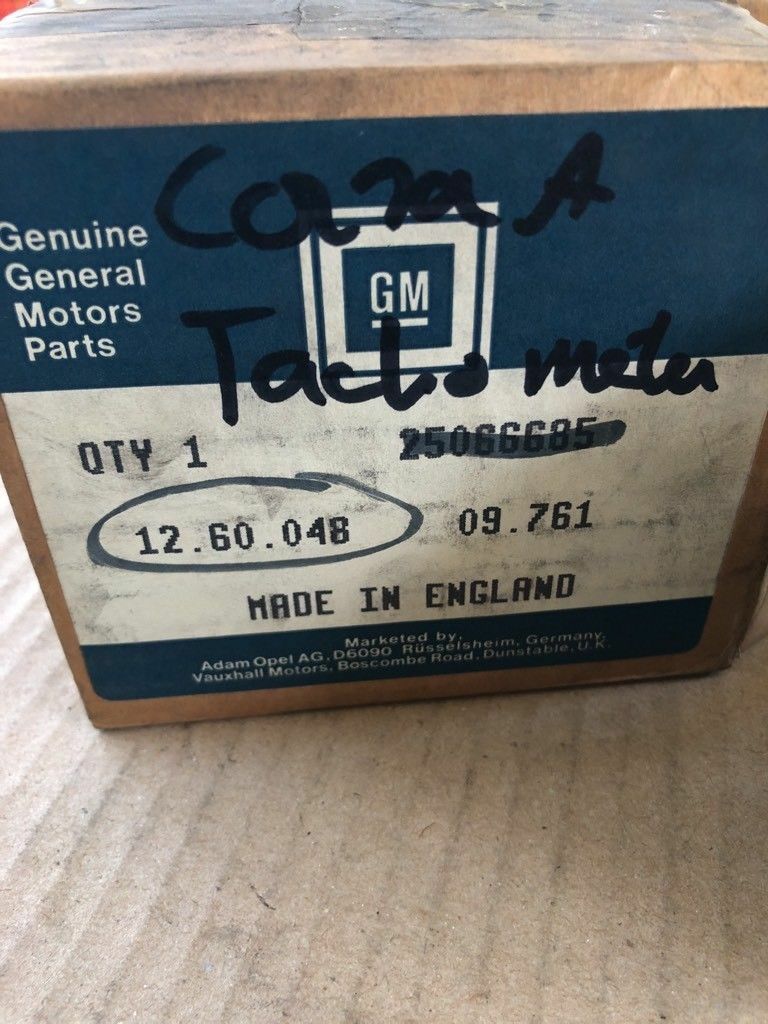 Corsa A
Genuine
General
Motors
Parts
GM
Tacho meter
QTY 1 25066685
12.60.048 09.761
MADE IN ENGLAND
Marketed by,
Adam Opel AG, D6090 Rüsselsheim, Germany,
Vauxhall Motors, Boscombe Road, Dunstable, U.K.